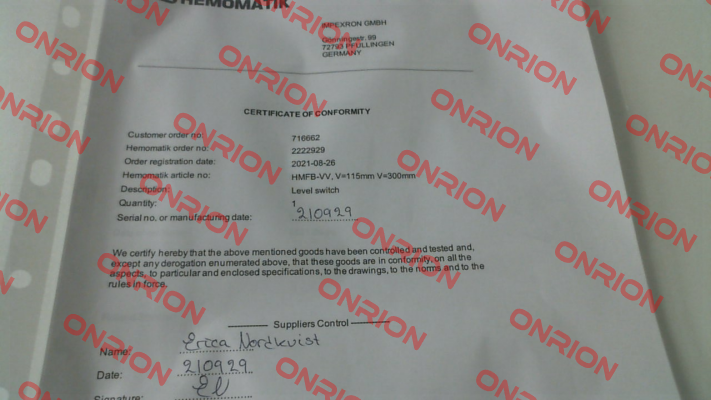 HEMOMATIK
IMPEXRON GMBH
Gönningerstr. 99
72793 PFULLINGEN
GERMANY
CERTIFICATE OF CONFORMITY
Customer order no: 716662
Hemomatik order no: 2222929
Order registration date: 2021-08-26
Hemomatik article no: HMFB-VV, V=115mm V=300mm
Description: Level switch
Quantity: 1
Serial no. or manufacturing date: 210929
We certify hereby that the above mentioned goods have been controlled and tested and,
except any derogation enumerated above, that these goods are in conformity, on all the
aspects, to particular and enclosed specifications, to the drawings, to the norms and to the
rules in force.
Suppliers Control
Name: Erica Nordkvist
Date: 210929
Signature:
ONRION